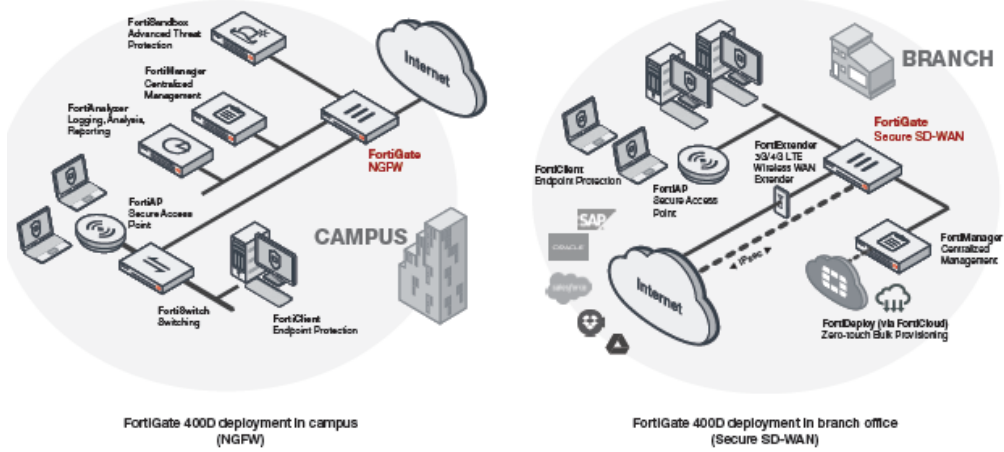 FortiSandbox
Advanced Threat
Protection
FortiManager
Centralized
Management
FortiAnalyzer
Logging, Analysis,
Reporting
Internet
FortiGate
NGFW
FortiAP
Secure Access
Point
CAMPUS
FortiSwitch
Switching
FortiClient
Endpoint Protection
FortiGate 400D deployment in campus
(NGFW)
BRANCH
FortiGate
Secure SD-WAN
FortiExtender
3G/4G LTE
Wireless WAN
Extender
FortiClient
Endpoint Protection
FortiAP
Secure Access
Point
SAP
ORACLE
salesforce
IPsec
Internet
FortiManager
Centralized
Management
FortiDeploy (via FortiCloud)
Zero-touch Bulk Provisioning
FortiGate 400D deployment in branch office
(Secure SD-WAN)